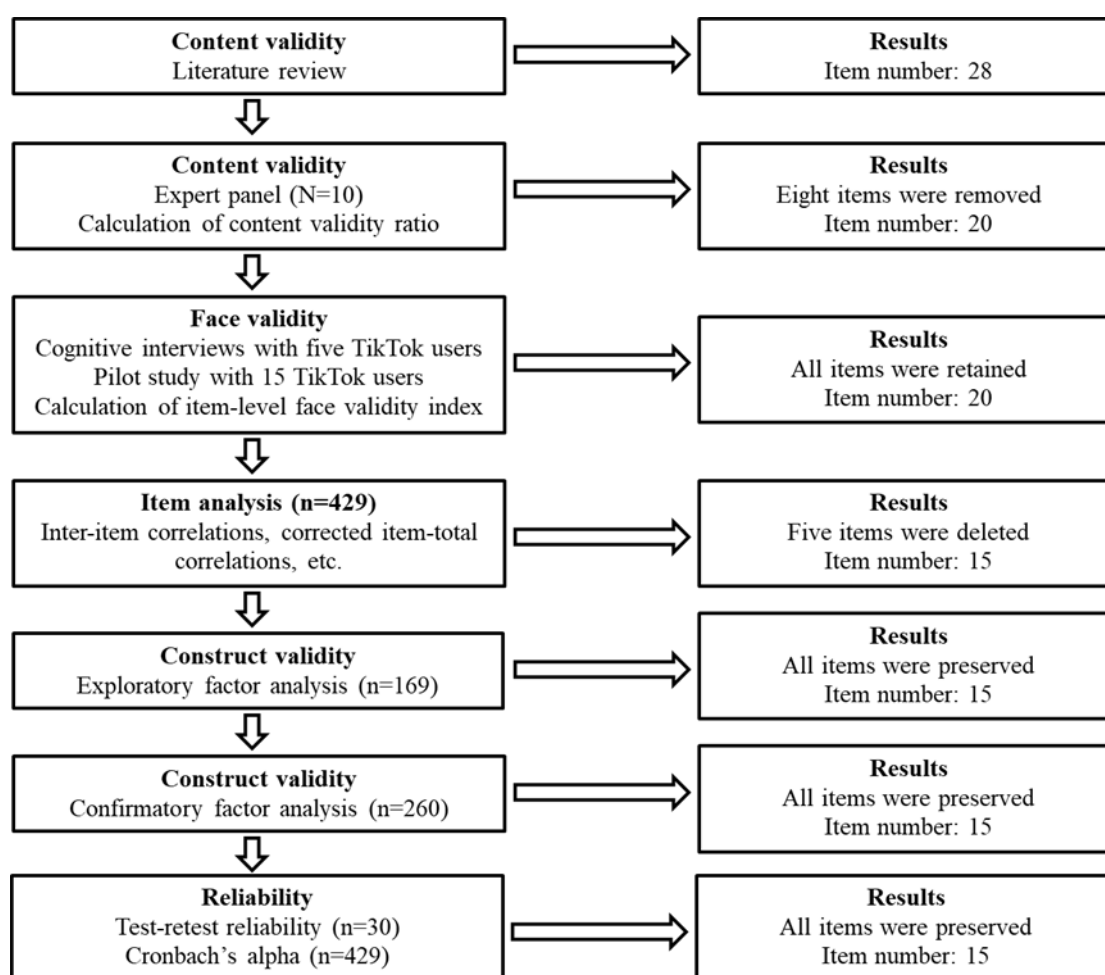 Content validity
Literature review
Results
Item number: 28
Content validity
Expert panel (N=10)
Calculation of content validity ratio
Results
Eight items were removed
Item number: 20
Face validity
Cognitive interviews with five TikTok users
Pilot study with 15 TikTok users
Calculation of item-level face validity index
Results
All items were retained
Item number: 20
Item analysis (n=429)
Inter-item correlations, corrected item-total
correlations, etc.
Results
Five items were deleted
Item number: 15
Construct validity
Exploratory factor analysis (n=169)
Results
All items were preserved
Item number: 15
Construct validity
Confirmatory factor analysis (n=260)
Results
All items were preserved
Item number: 15
Reliability
Test-retest reliability (n=30)
Cronbach’s alpha (n=429)
Results
All items were preserved
Item number: 15